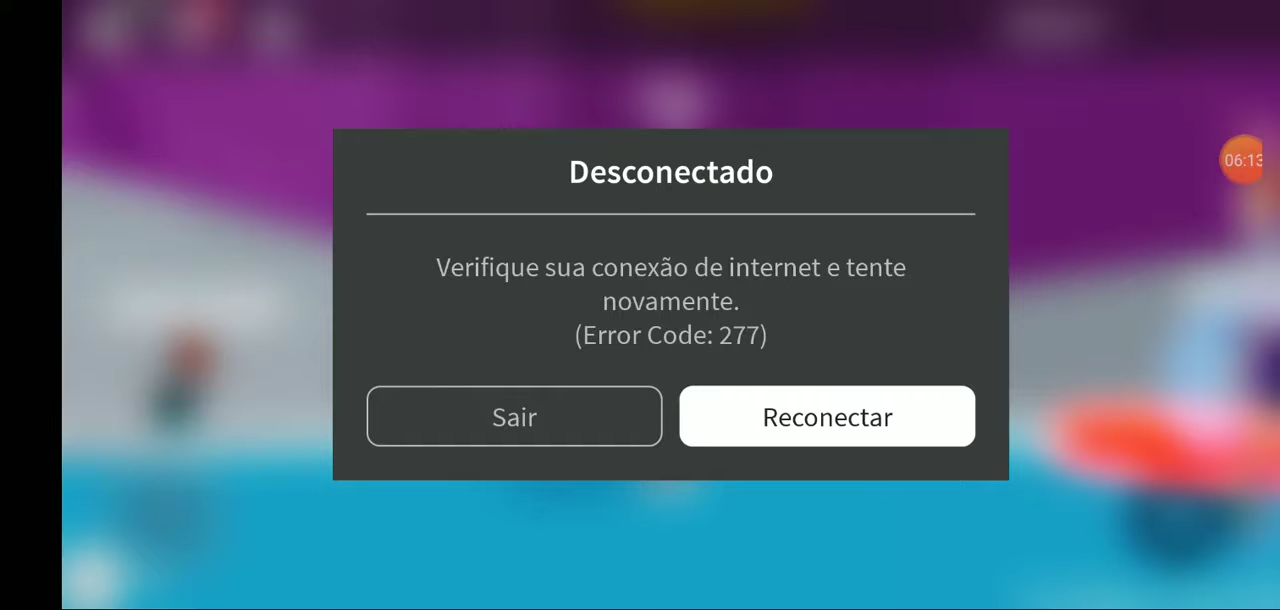 Desconectado
06:13
Verifique sua conexão de internet e tente
novamente.
(Error Code: 277)
Sair
Reconectar